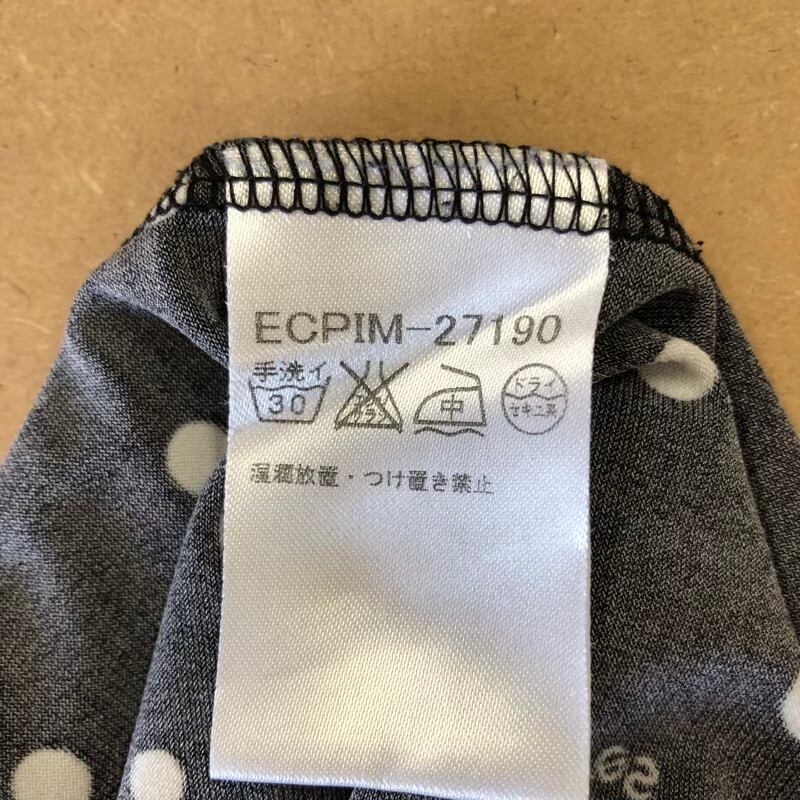 ECPIM-27190
手洗イ 30 中 ドライ セキユ系
湿潤放置・つけ置き禁止